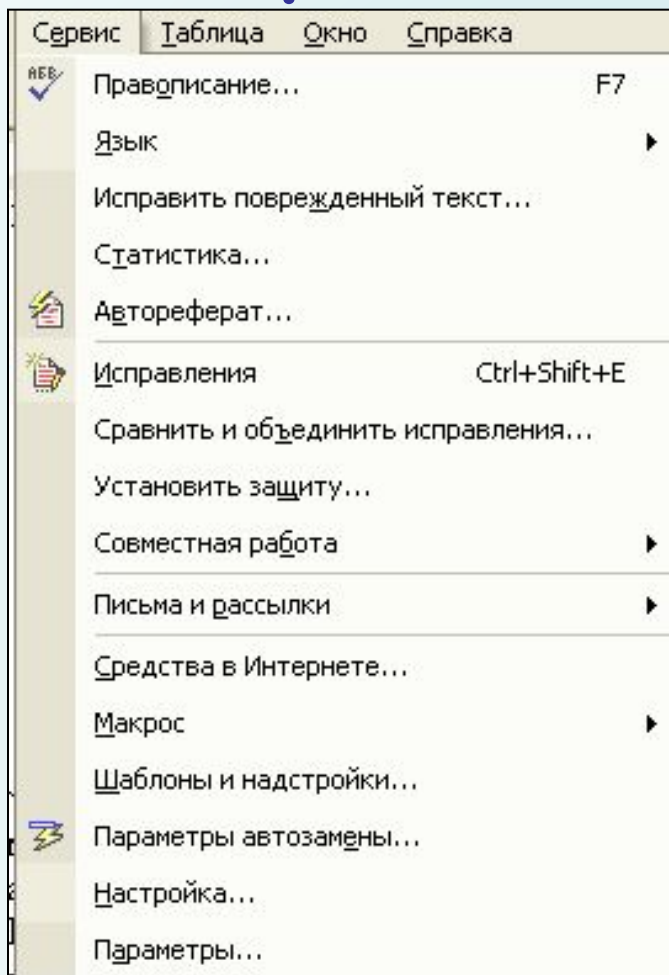 Сервис Таблица Окно Справка
АБВ Правописание... F7
Язык
Исправить поврежденный текст...
Статистика...
Автореферат...
Исправления Ctrl+Shift+E
Сравнить и объединить исправления...
Установить защиту...
Совместная работа
Письма и рассылки
Средства в Интернете...
Макрос
Шаблоны и надстройки...
Параметры автозамены...
Настройка...
Параметры...